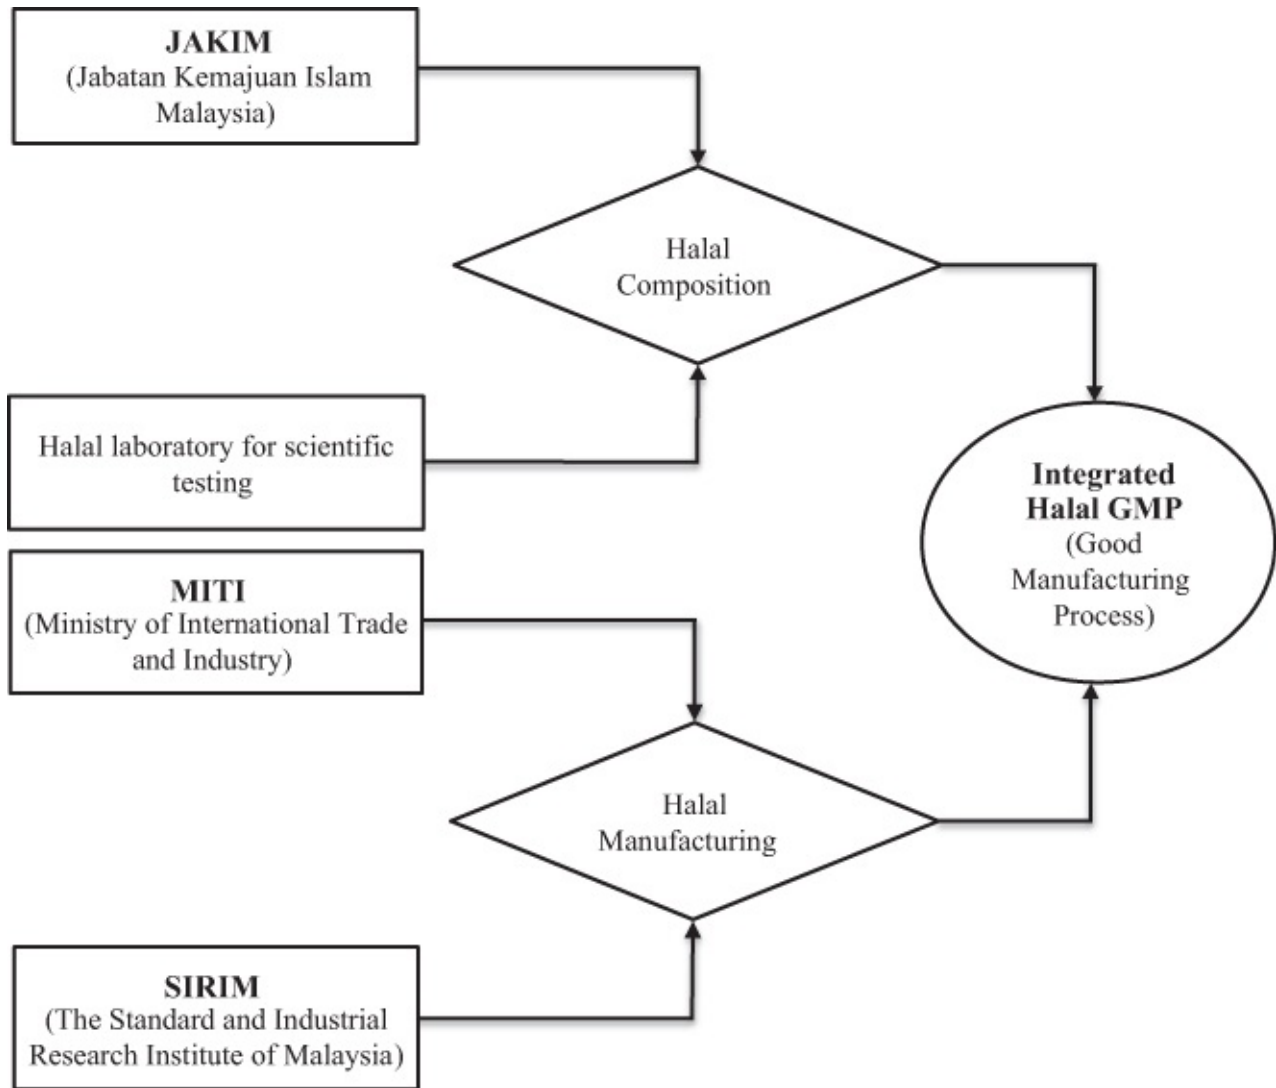 JAKIM
(Jabatan Kemajuan Islam
Malaysia)
Halal
Composition
Halal laboratory for scientific
testing
Integrated
Halal GMP
(Good
Manufacturing
Process)
MITI
(Ministry of International Trade
and Industry)
Halal
Manufacturing
SIRIM
(The Standard and Industrial
Research Institute of Malaysia)